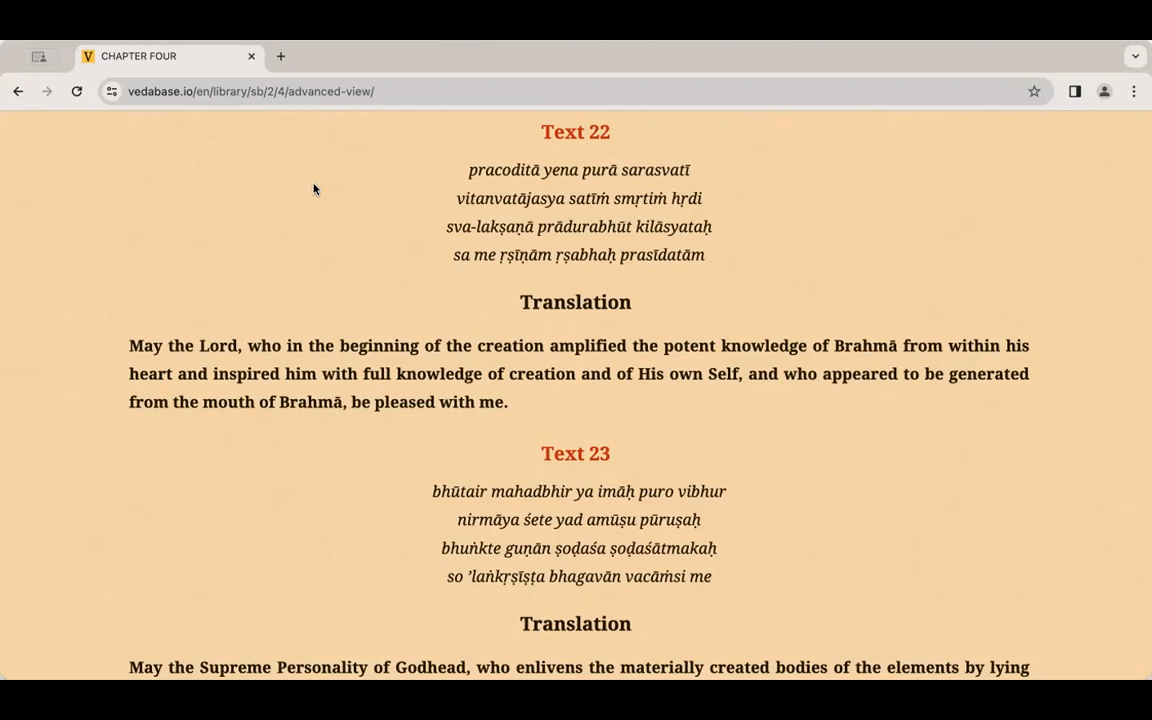 CHAPTER FOUR
vedabase.io/en/library/sb/2/4/advanced-view/
Text 22
pracoditā yena purā sarasvatī
vitanvatājasya satīṁ smṛtiṁ hṛdi
sva-lakṣaṇā prādurabhūt kilāsyataḥ
sa me ṛṣīṇām ṛṣabhaḥ prasīdatām
Translation
May the Lord, who in the beginning of the creation amplified the potent knowledge of Brahmā from within his
heart and inspired him with full knowledge of creation and of His own Self, and who appeared to be generated
from the mouth of Brahmā, be pleased with me.
Text 23
bhūtair mahadbhir ya imāḥ puro vibhur
nirmāya śete yad amūṣu pūruṣaḥ
bhuṅkte guṇān ṣoḍaśa ṣoḍaśātmakaḥ
so ’laṅkṛṣīṣṭa bhagavān vacāṁsi me
Translation
May the Supreme Personality of Godhead, who enlivens the materially created bodies of the elements by lying